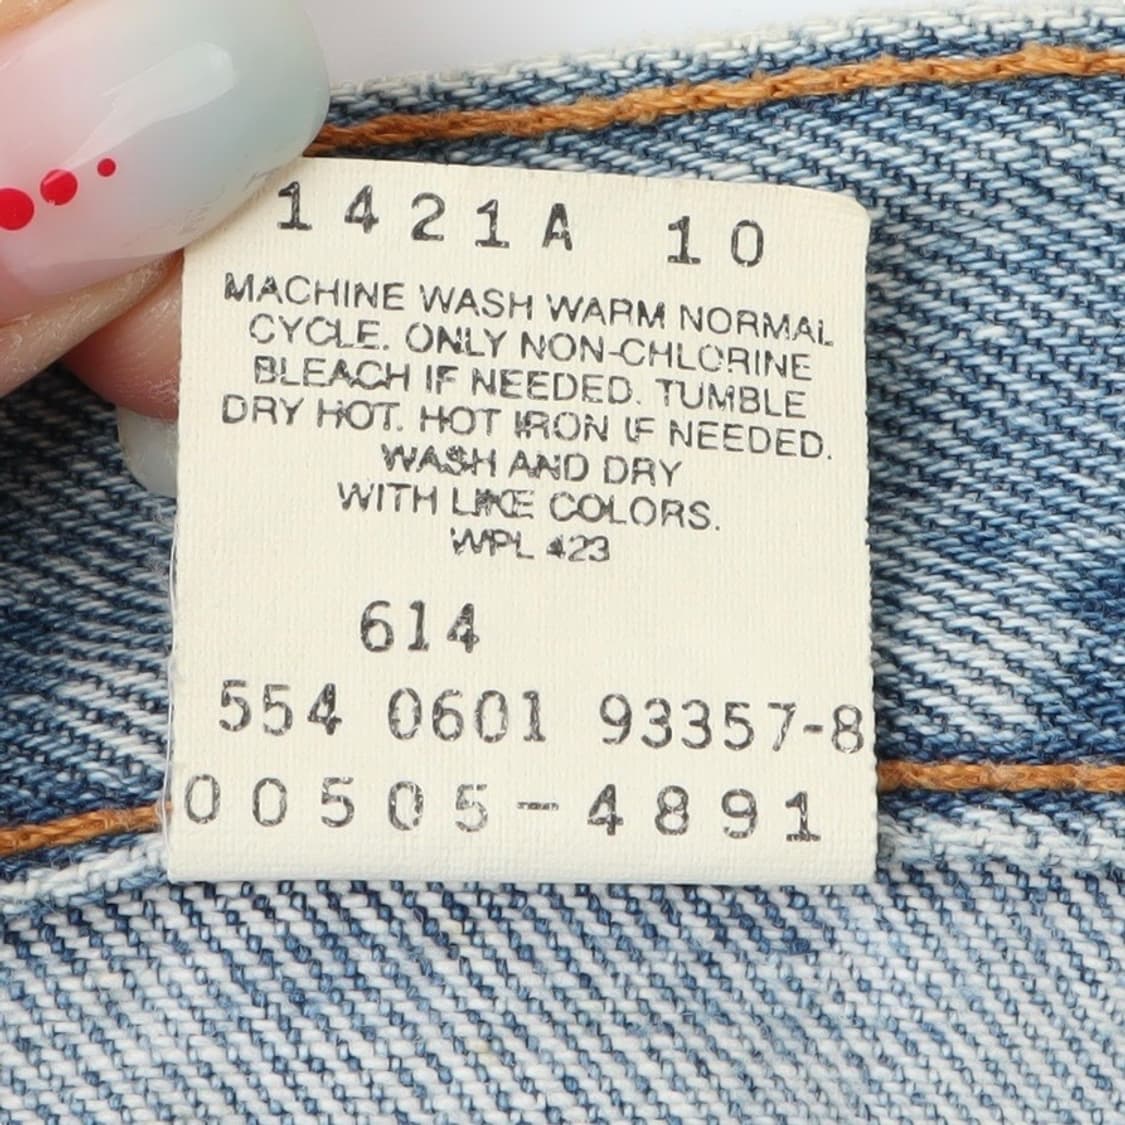 1421A 10
MACHINE WASH WARM NORMAL
CYCLE. ONLY NON-CHLORINE
BLEACH IF NEEDED. TUMBLE
DRY HOT. HOT IRON IF NEEDED.
WASH AND DRY
WITH LIKE COLORS.
WPL 423
614
554 0601 93357-8
00505-4891